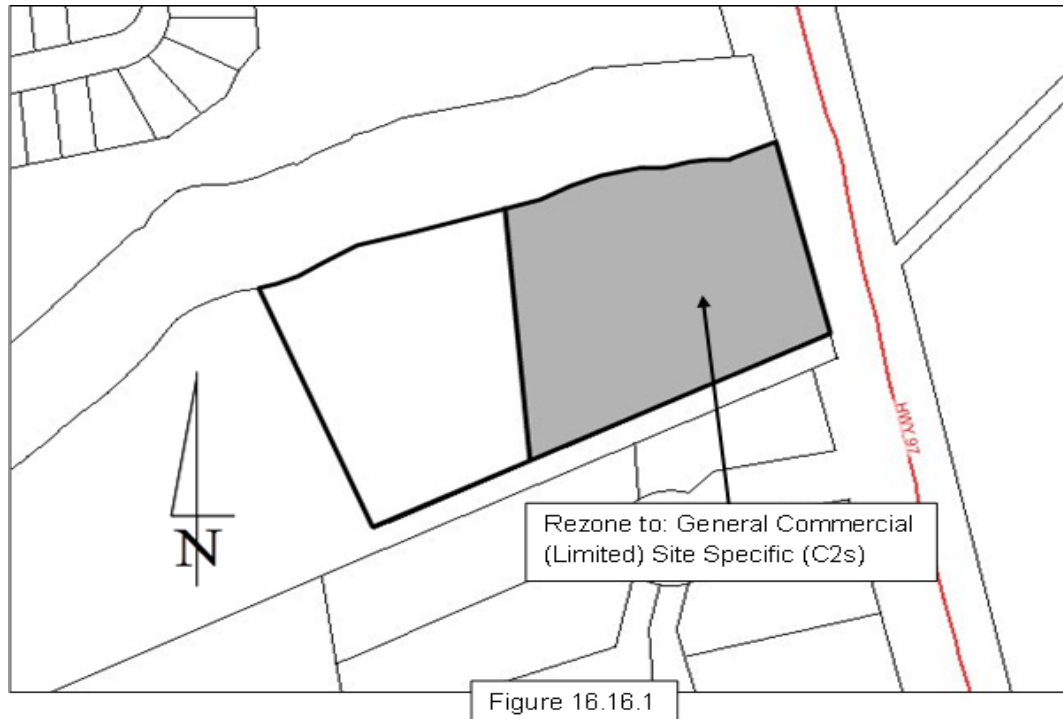 HWY 97
N
Rezone to: General Commercial
(Limited) Site Specific (C2s)
Figure 16.16.1